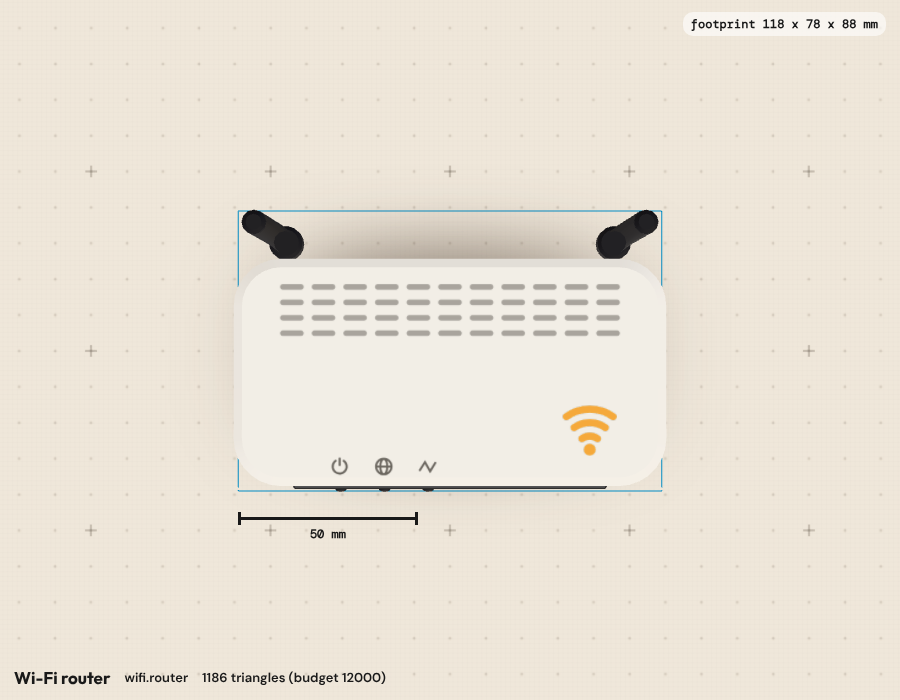 footprint 118 x 78 x 88 mm
50 mm
Wi-Fi router wifi.router 1186 triangles (budget 12000)